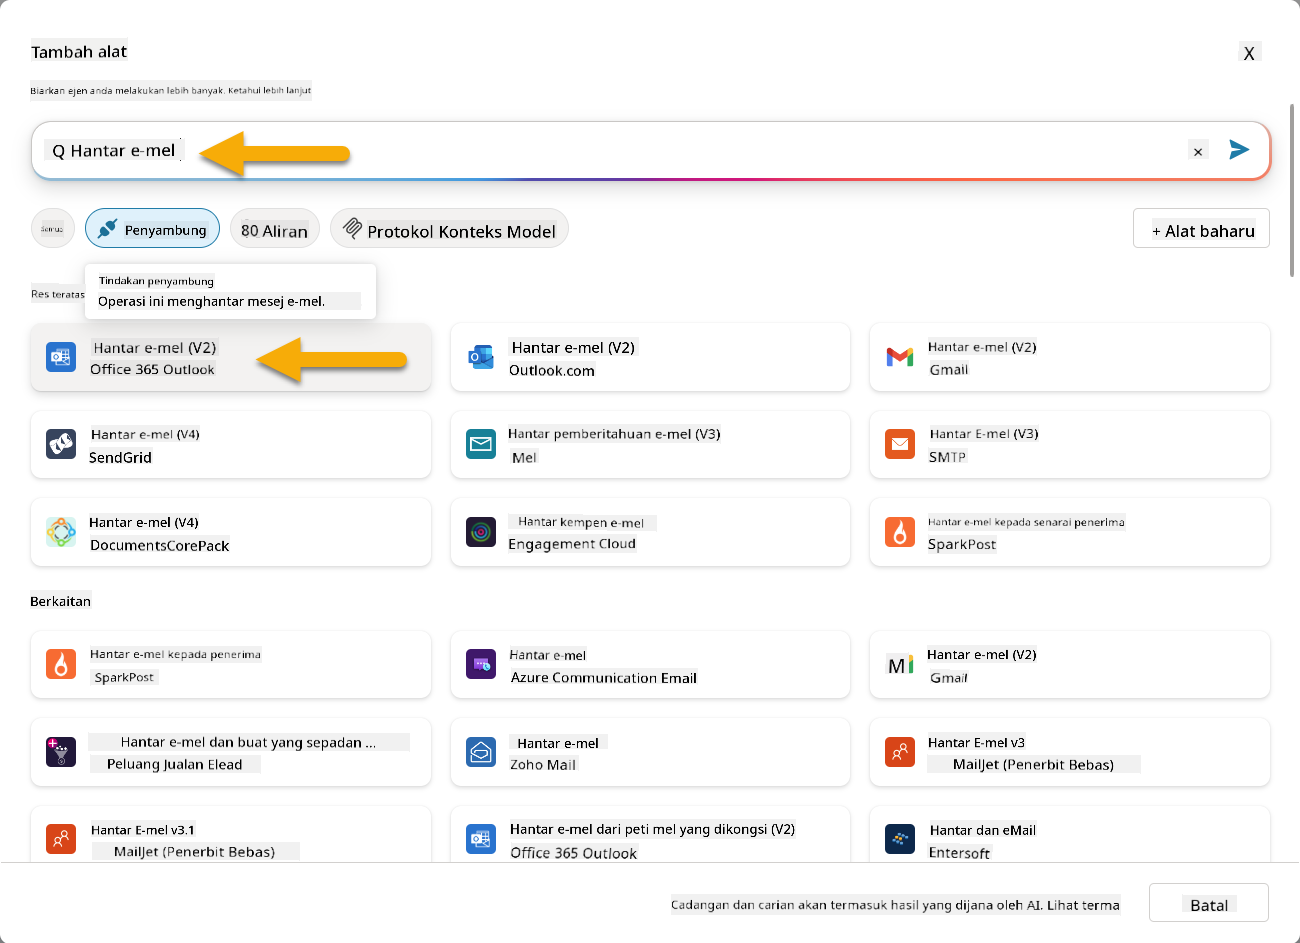 Tambah alat
X
Biarkan ejen anda melakukan lebih banyak. Ketahui lebih lanjut
Q Hantar e-mel
×
Semua
Penyambung
80 Aliran
Protokol Konteks Model
+ Alat baharu
Tindakan penyambung
Operasi ini menghantar mesej e-mel.
Res teratas
Hantar e-mel (V2)
Office 365 Outlook
Hantar e-mel (V2)
Outlook.com
Hantar e-mel (V2)
Gmail
Hantar e-mel (V4)
SendGrid
Hantar pemberitahuan e-mel (V3)
Mel
Hantar E-mel (V3)
SMTP
Hantar e-mel (V4)
DocumentsCorePack
Hantar kempen e-mel
Engagement Cloud
Hantar e-mel kepada senarai penerima
SparkPost
Berkaitan
Hantar e-mel kepada penerima
SparkPost
Hantar e-mel
Azure Communication Email
Hantar e-mel (V2)
Gmail
Hantar e-mel dan buat yang sepadan ...
Peluang Jualan Elead
Hantar e-mel
Zoho Mail
Hantar E-mel v3
MailJet (Penerbit Bebas)
Hantar E-mel v3.1
MailJet (Penerbit Bebas)
Hantar e-mel dari peti mel yang dikongsi (V2)
Office 365 Outlook
Hantar dan eMail
Entersoft
Cadangan dan carian akan termasuk hasil yang dijana oleh AI. Lihat terma
Batal